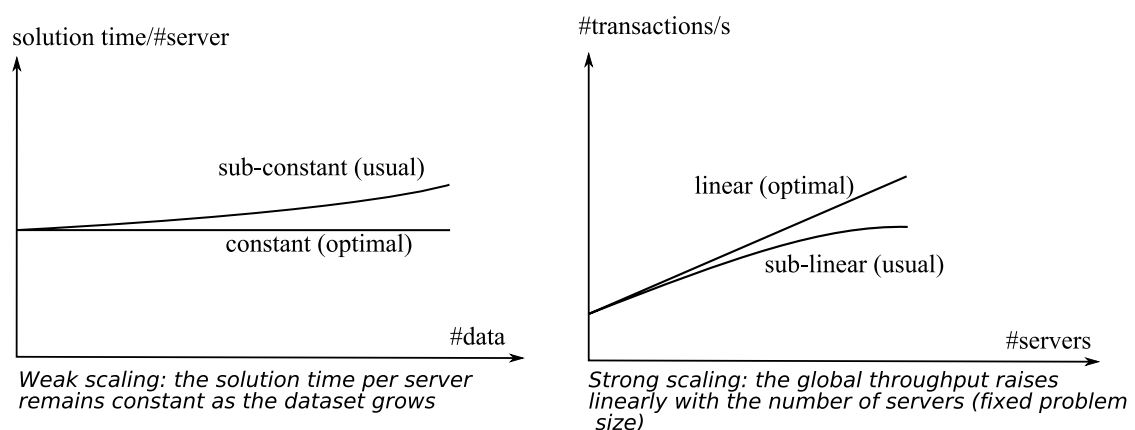 solution time/#server
sub-constant (usual)
constant (optimal)
#data
Weak scaling: the solution time per server
remains constant as the dataset grows
#transactions/s
linear (optimal)
sub-linear (usual)
#servers
Strong scaling: the global throughput raises
linearly with the number of servers (fixed problem
size)